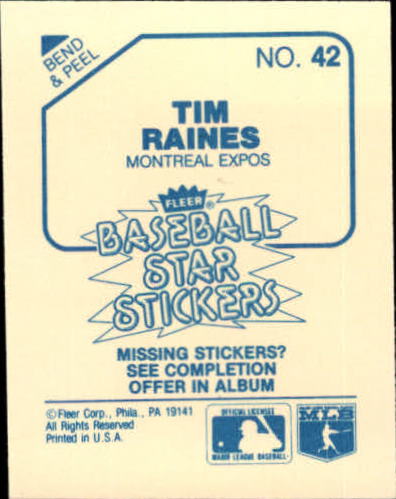 BEND
& PEEL
NO. 42
TIM
RAINES
MONTREAL EXPOS
FLEER®
BASEBALL
STAR
STICKERS
MISSING STICKERS?
SEE COMPLETION
OFFER IN ALBUM
© Fleer Corp., Phila., PA 19141
All Rights Reserved
Printed in U.S.A.
OFFICIAL LICENSEE
MAJOR LEAGUE BASEBALL
MLB